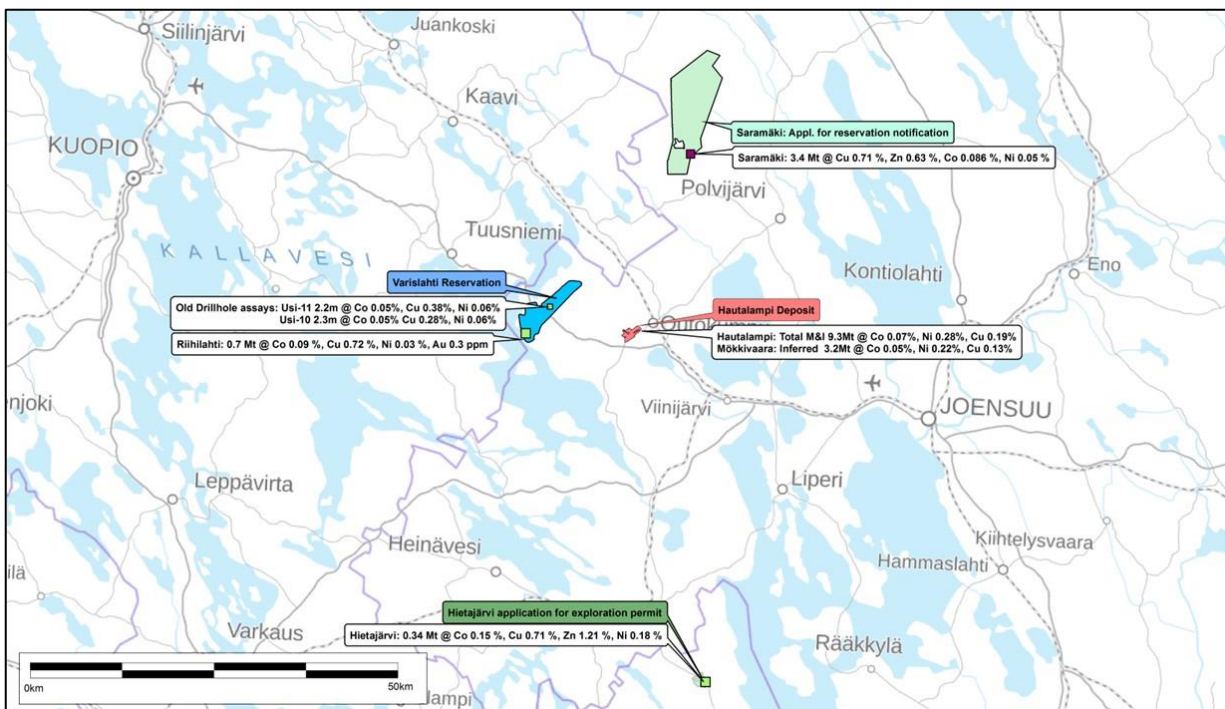 Siilinjärvi
Juankoski
Kaavi
KUOPIO
Saramäki: Appl. for reservation notification
Saramäki: 3.4 Mt @ Cu 0.71 %, Zn 0.63 %, Co 0.086 %, Ni 0.05 %
Polvijärvi
Tuusniemi
KALLAVESI
Kontiolahti
Eno
Varislahti Reservation
Old Drillhole assays: Usi-11 2.2m @ Co 0.05%, Cu 0.38%, Ni 0.06%
Usi-10 2.3m @ Co 0.05% Cu 0.28%, Ni 0.06%
Riihilahti: 0.7 Mt @ Co 0.09 %, Cu 0.72 %, Ni 0.03 %, Au 0.3 ppm
Hautalampi Deposit
Hautalampi: Total M&I 9.3Mt @ Co 0.07%, Ni 0.28%, Cu 0.19%
Mökkivaara: Inferred 3.2Mt @ Co 0.05%, Ni 0.22%, Cu 0.13%
enjoki
Viinijärvi
JOENSUU
Leppävirta
Liperi
Heinävesi
Kiihtelysvaara
Hammaslahti
ilä
Hietajärvi application for exploration permit
Hietajärvi: 0.34 Mt @ Co 0.15 %, Cu 0.71 %, Zn 1.21 %, Ni 0.18 %
Varkaus
Rääkkylä
0km
50km
lampi